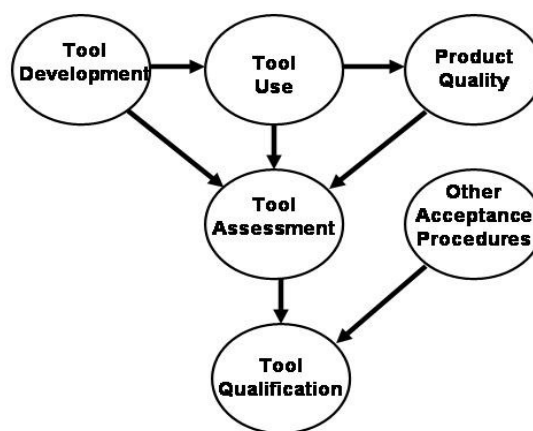 Tool
Development
Tool
Use
Product
Quality
Tool
Assessment
Other
Acceptance
Procedures
Tool
Qualification